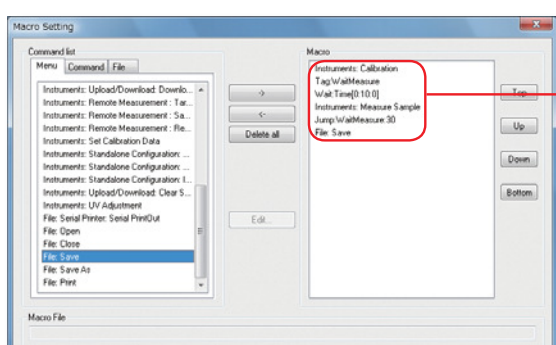 Macro Setting
Command list
Menu Command File
Instruments: Upload/Download: Downlo...
Instruments: Remote Measurement : Tar...
Instruments: Remote Measurement : Sa...
Instruments: Remote Measurement : Re...
Instruments: Set Calibration Data
Instruments: Standalone Configuration: ...
Instruments: Standalone Configuration: ...
Instruments: Standalone Configuration: I...
Instruments: Upload/Download: Clear S...
Instruments: UV Adjustment
File: Serial Printer: Serial PrintOut
File: Open
File: Close
File: Save
File: Save As
File: Print
->
<-
Delete all
Edit...
Macro
Instruments: Calibration
Tag:WaitMeasure
Wait Time[0:10:0]
Instruments: Measure Sample
Jump:WaitMeasure:30
File: Save
Top
Up
Down
Bottom
Macro File